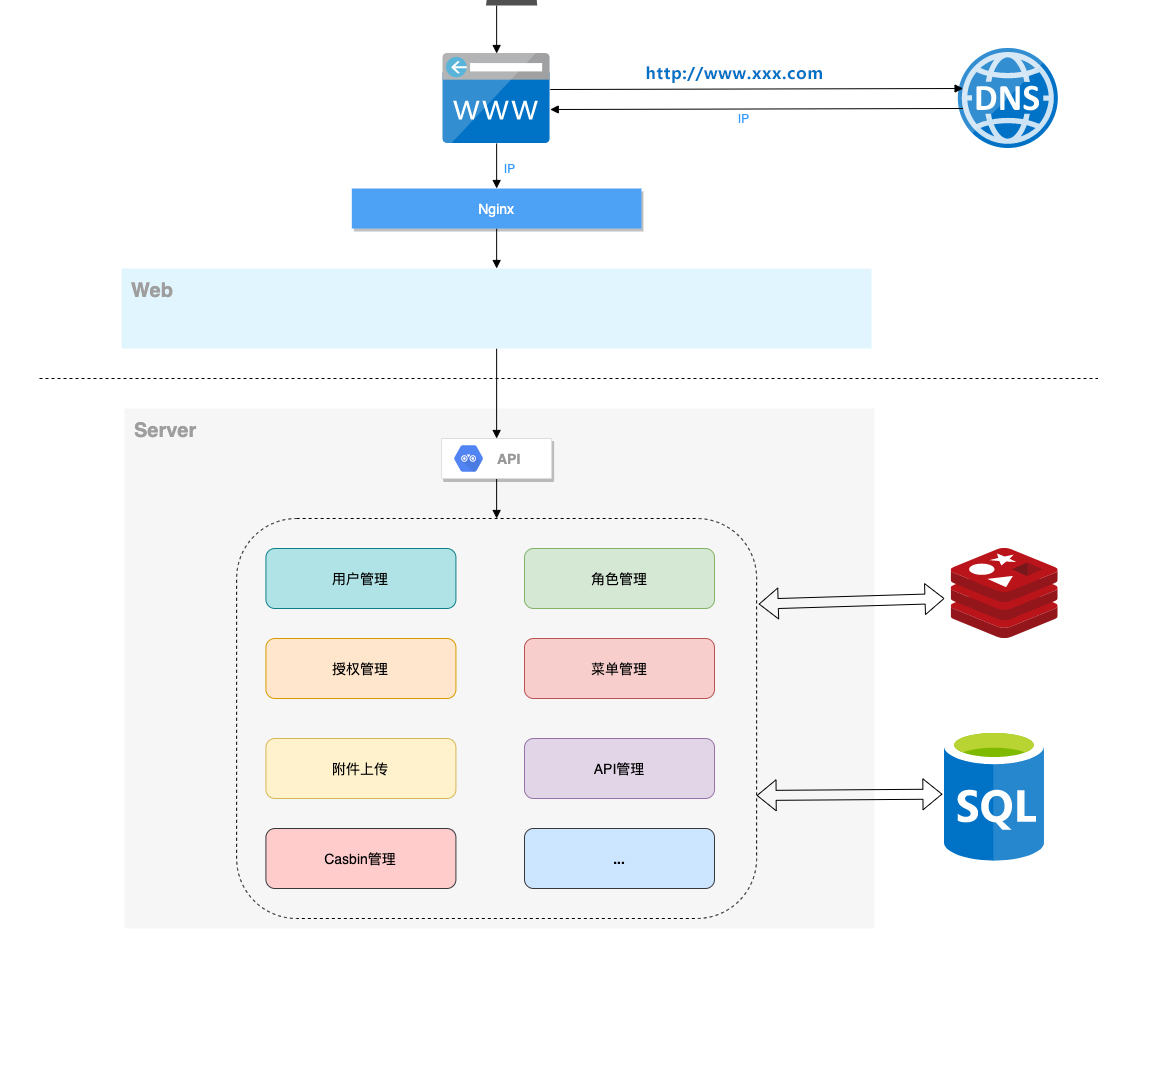 http://www.xxx.com
WWW
DNS
IP
IP
Nginx
Web
Server
API
用户管理
角色管理
授权管理
菜单管理
附件上传
API管理
SQL
Casbin管理
...